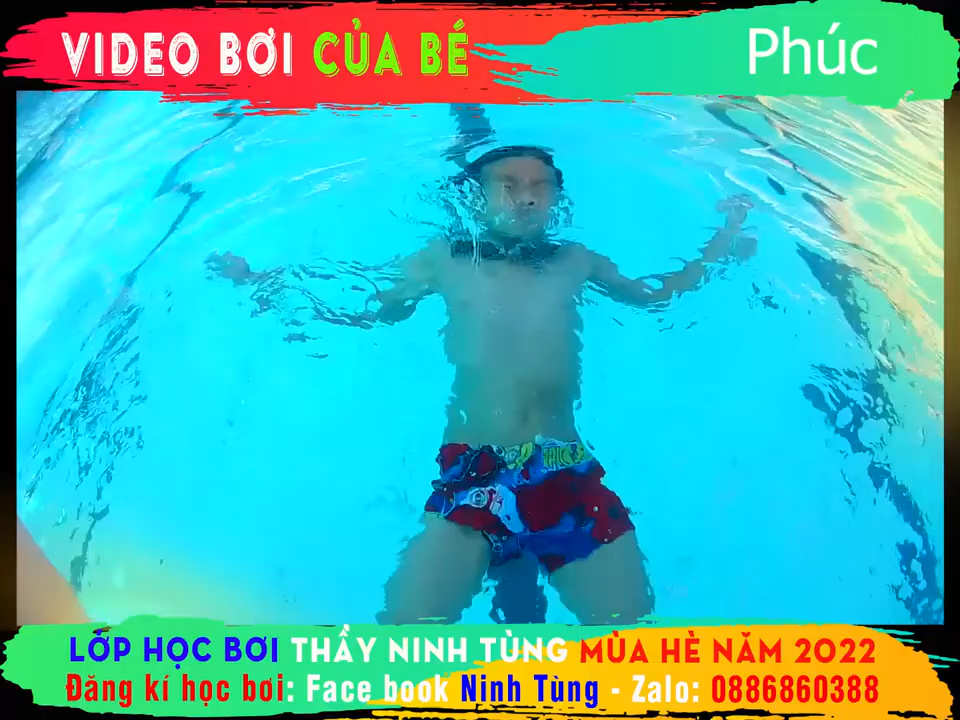 VIDEO BƠI CỦA BÉ
Phúc
LỚP HỌC BƠI THẦY NINH TÙNG MÙA HÈ NĂM 2022
Đăng kí học bơi: Face book Ninh Tùng - Zalo: 0886860388